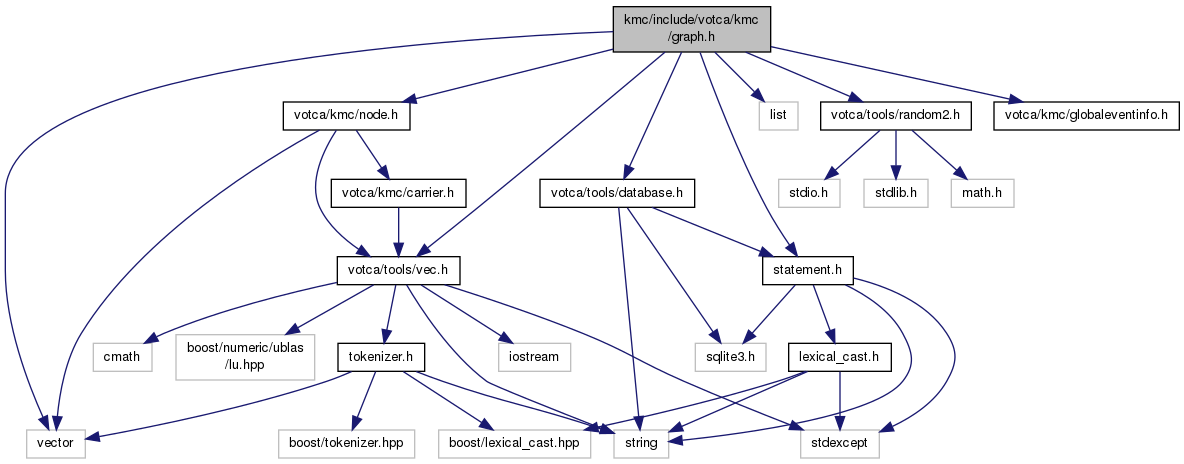 kmc/include/votca/kmc
/graph.h
votca/kmc/node.h
list
votca/tools/random2.h
votca/kmc/globaleventinfo.h
votca/kmc/carrier.h
votca/tools/database.h
stdio.h
stdlib.h
math.h
votca/tools/vec.h
statement.h
cmath
boost/numeric/ublas
/lu.hpp
tokenizer.h
iostream
sqlite3.h
lexical_cast.h
vector
boost/tokenizer.hpp
boost/lexical_cast.hpp
string
stdexcept